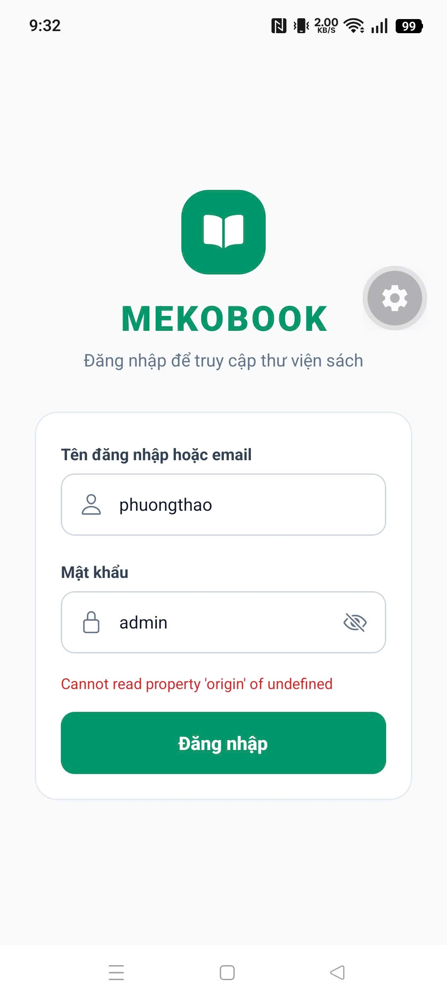 9:32
2.00
KB/S
99
MEKOBOOK
Đăng nhập để truy cập thư viện sách
Tên đăng nhập hoặc email
phuongthao
Mật khẩu
admin
Cannot read property 'origin' of undefined
Đăng nhập